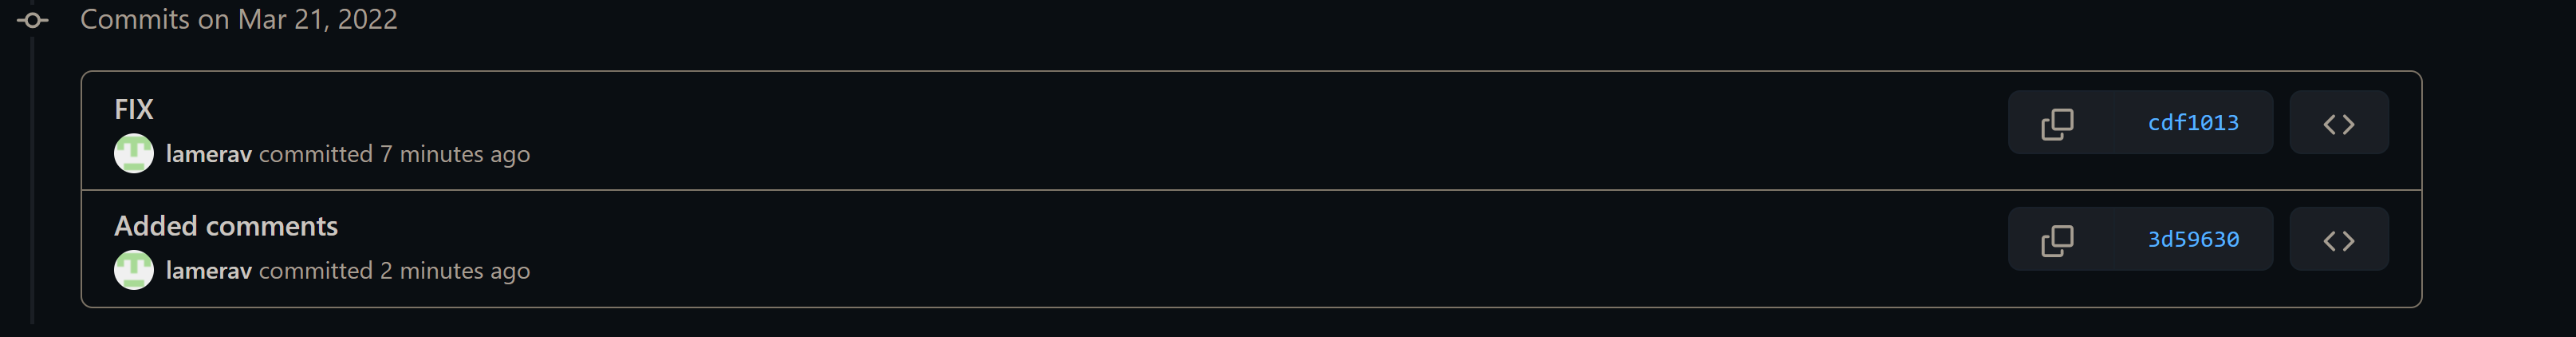 Commits on Mar 21, 2022
FIX
lamerav committed 7 minutes ago
cdf1013
Added comments
lamerav committed 2 minutes ago
3d59630